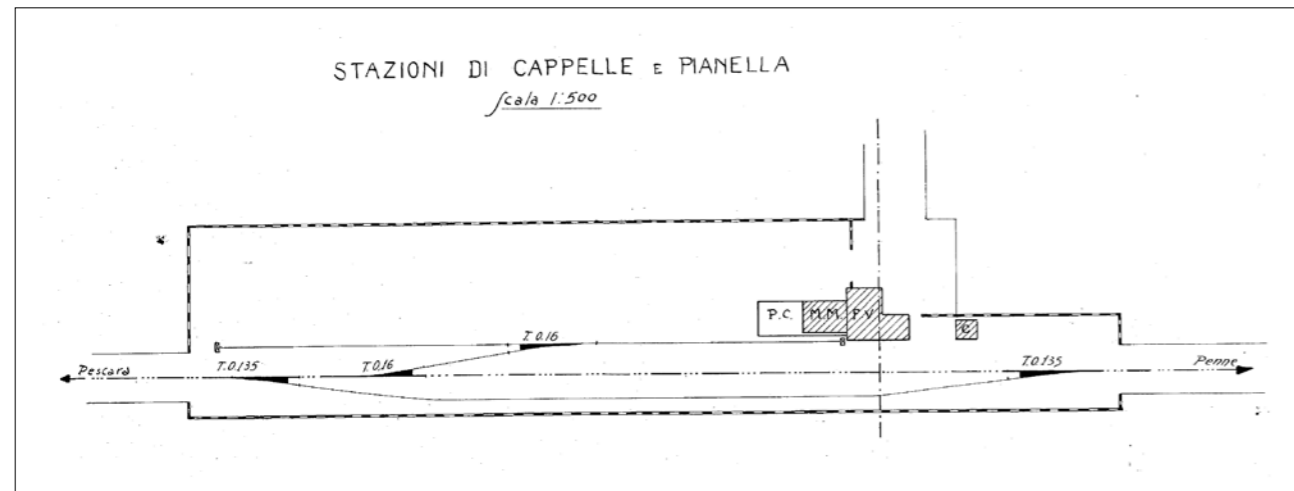 STAZIONI DI CAPPELLE E PIANELLA
Scala 1:500
P.C. M.M. F.V. C
T.0.16
Pescara T.0.135 T.0.16 T.0.135 Penne